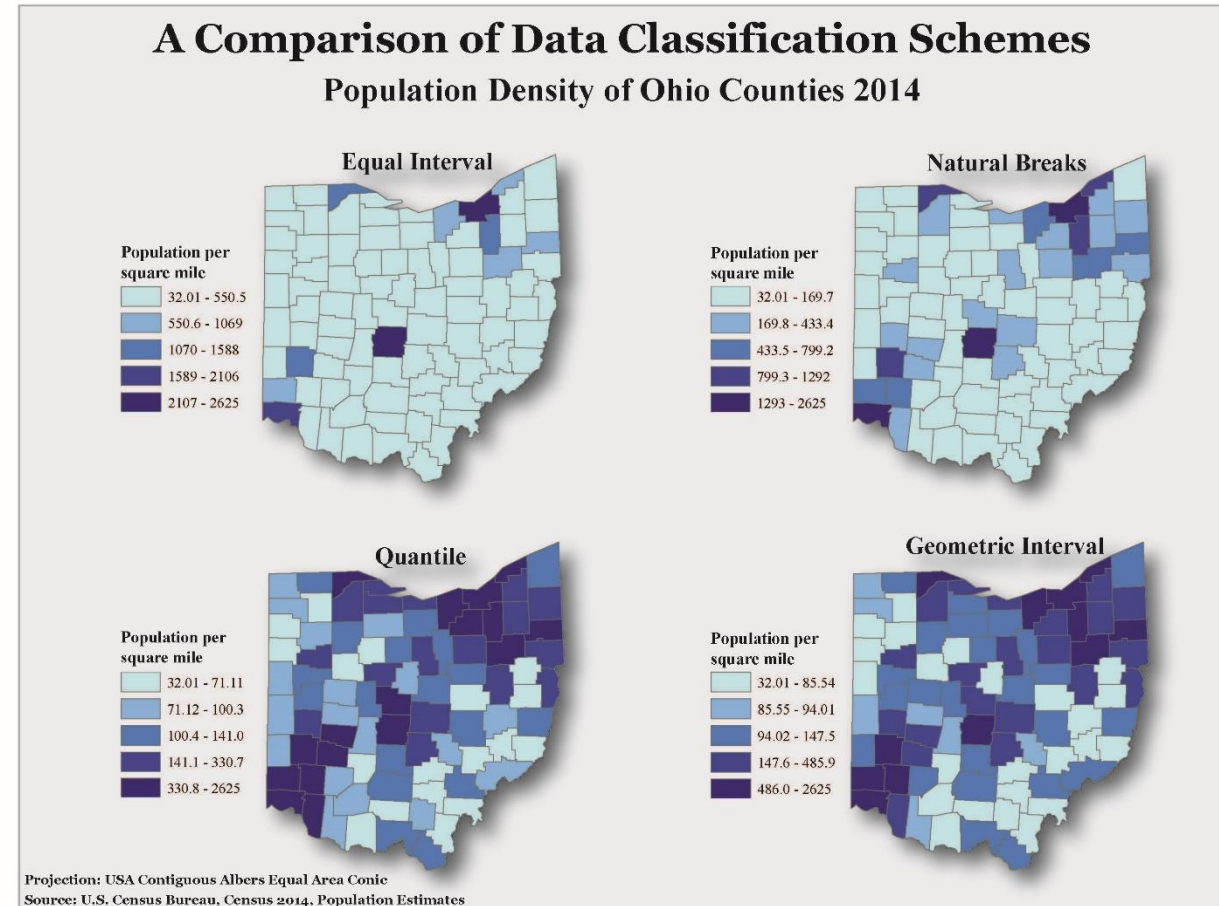 A Comparison of Data Classification Schemes
Population Density of Ohio Counties 2014
Equal Interval
Population per
square mile
32.01 - 550.5
550.6 - 1069
1070 - 1588
1589 - 2106
2107 - 2625
Natural Breaks
Population per
square mile
32.01 - 169.7
169.8 - 433.4
433.5 - 799.2
799.3 - 1292
1293 - 2625
Quantile
Population per
square mile
32.01 - 71.11
71.12 - 100.3
100.4 - 141.0
141.1 - 330.7
330.8 - 2625
Geometric Interval
Population per
square mile
32.01 - 85.54
85.55 - 94.01
94.02 - 147.5
147.6 - 485.9
486.0 - 2625
Projection: USA Contiguous Albers Equal Area Conic
Source: U.S. Census Bureau, Census 2014, Population Estimates